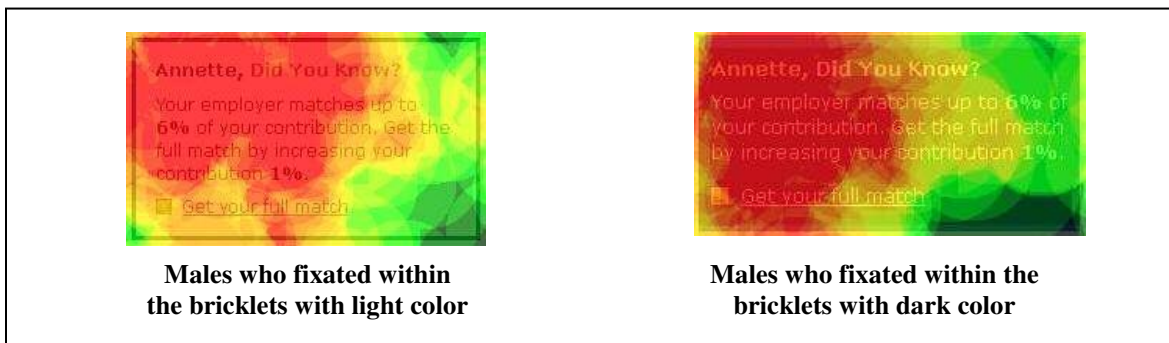 Annette, Did You Know?
Your employer matches up to
6% of your contribution. Get the
full match by increasing your
contribution 1%.
Get your full match
Males who fixated within
the bricklets with light color
Annette, Did You Know?
Your employer matches up to 6% of
your contribution. Get the full match
by increasing your contribution 1%.
Get your full match
Males who fixated within the
bricklets with dark color